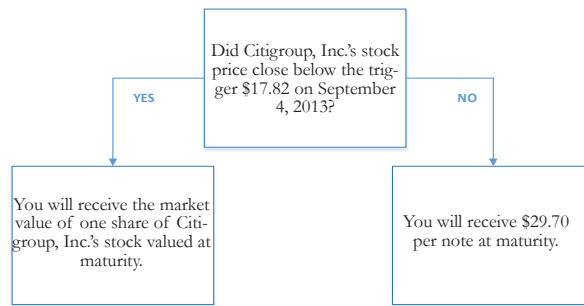 Did Citigroup, Inc.'s stock
price close below the trig-
ger $17.82 on September
4, 2013?
YES
NO
You will receive the market
value of one share of Citi-
group, Inc.'s stock valued at
maturity.
You will receive $29.70
per note at maturity.